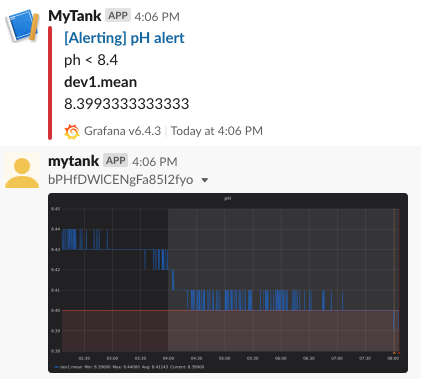 MyTank APP 4:06 PM
[Alerting] pH alert
ph < 8.4
dev1.mean
8.3993333333333
Grafana v6.4.3 | Today at 4:06 PM
mytank APP 4:06 PM
pH
8.45
8.44
8.43
8.42
8.41
8.40
8.39
8.38
02:30 03:00 03:30 04:00 04:30 05:00 05:30 06:00 06:30 07:00 07:30 08:00
dev1.mean Min: 8.39000 Max: 8.44000 Avg: 8.41143 Current: 8.39000